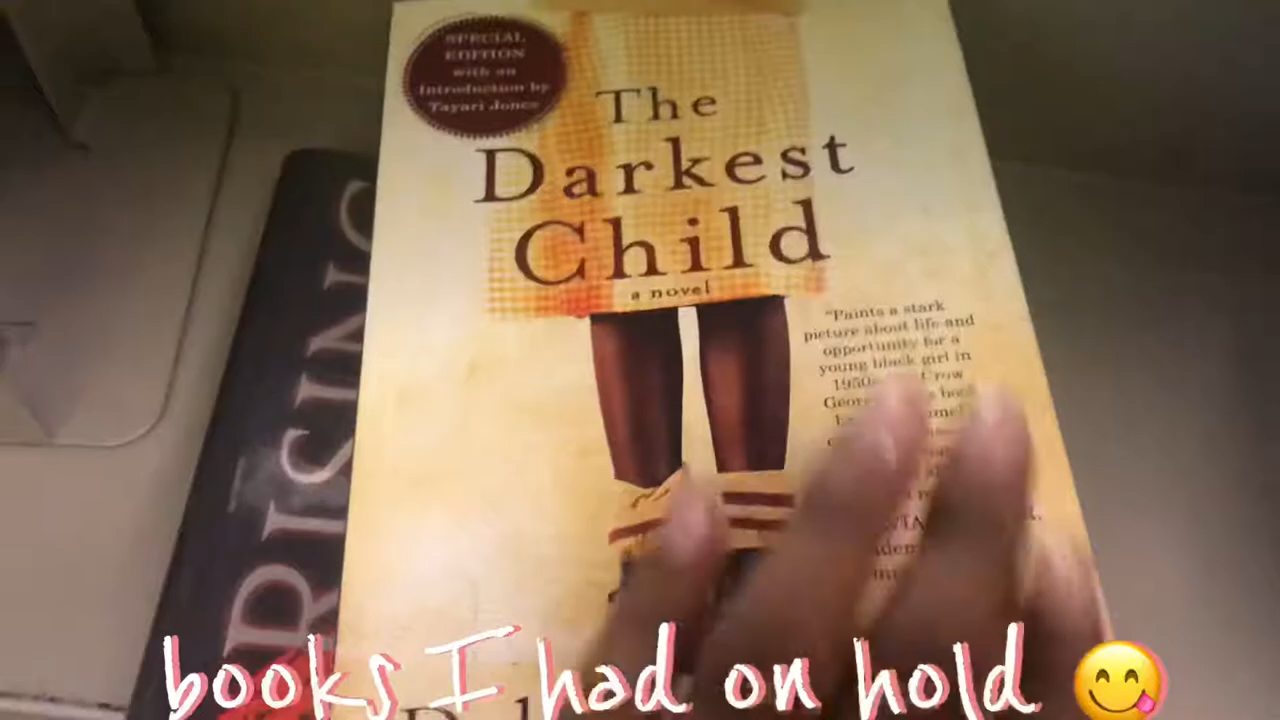 SPECIAL
EDITION
with an
Introduction by
Tayari Jones
The
Darkest
Child
a novel
"Paints a stark
picture about life and
opportunity for a
young black girl in
RISING
books I had on hold 😋